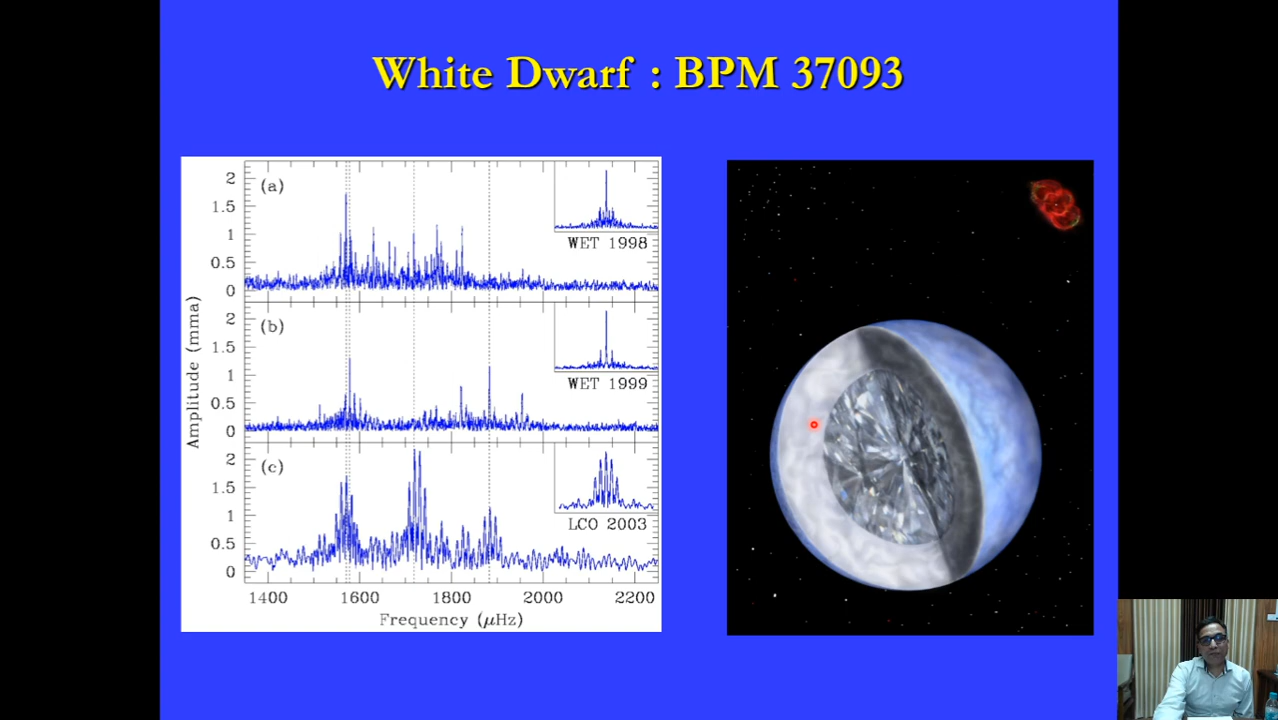 White Dwarf : BPM 37093
(a)
2
1.5
1
0.5
0
WET 1998
(b)
2
1.5
1
0.5
0
WET 1999
(c)
2
1.5
1
0.5
0
LCO 2003
Amplitude (mma)
1400 1600 1800 2000 2200
Frequency (μHz)